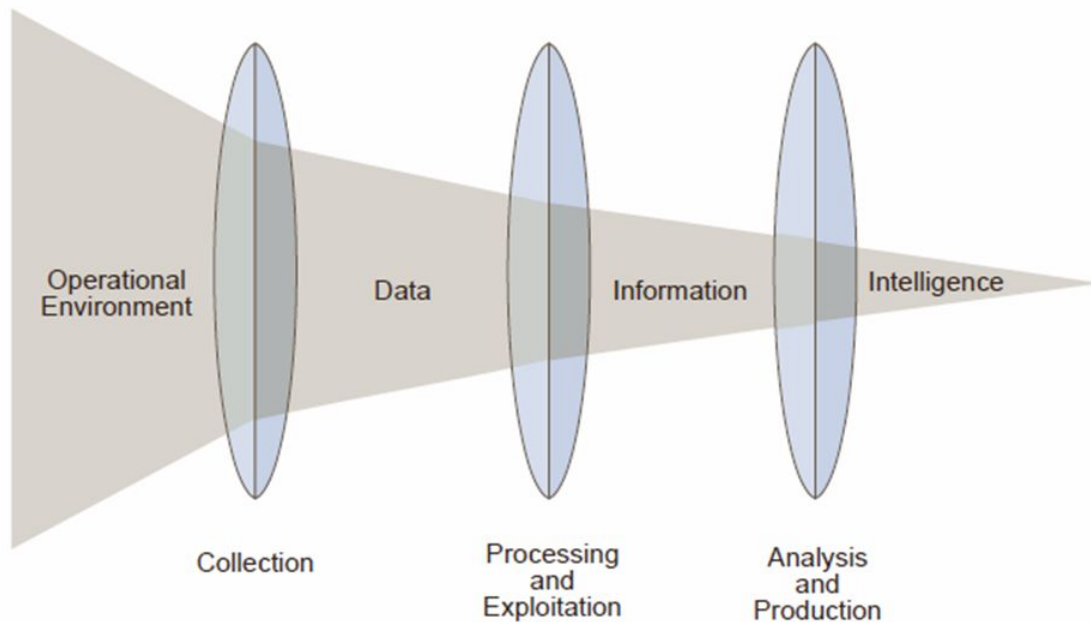 Operational
Environment
Data
Information
Intelligence
Collection
Processing
and
Exploitation
Analysis
and
Production